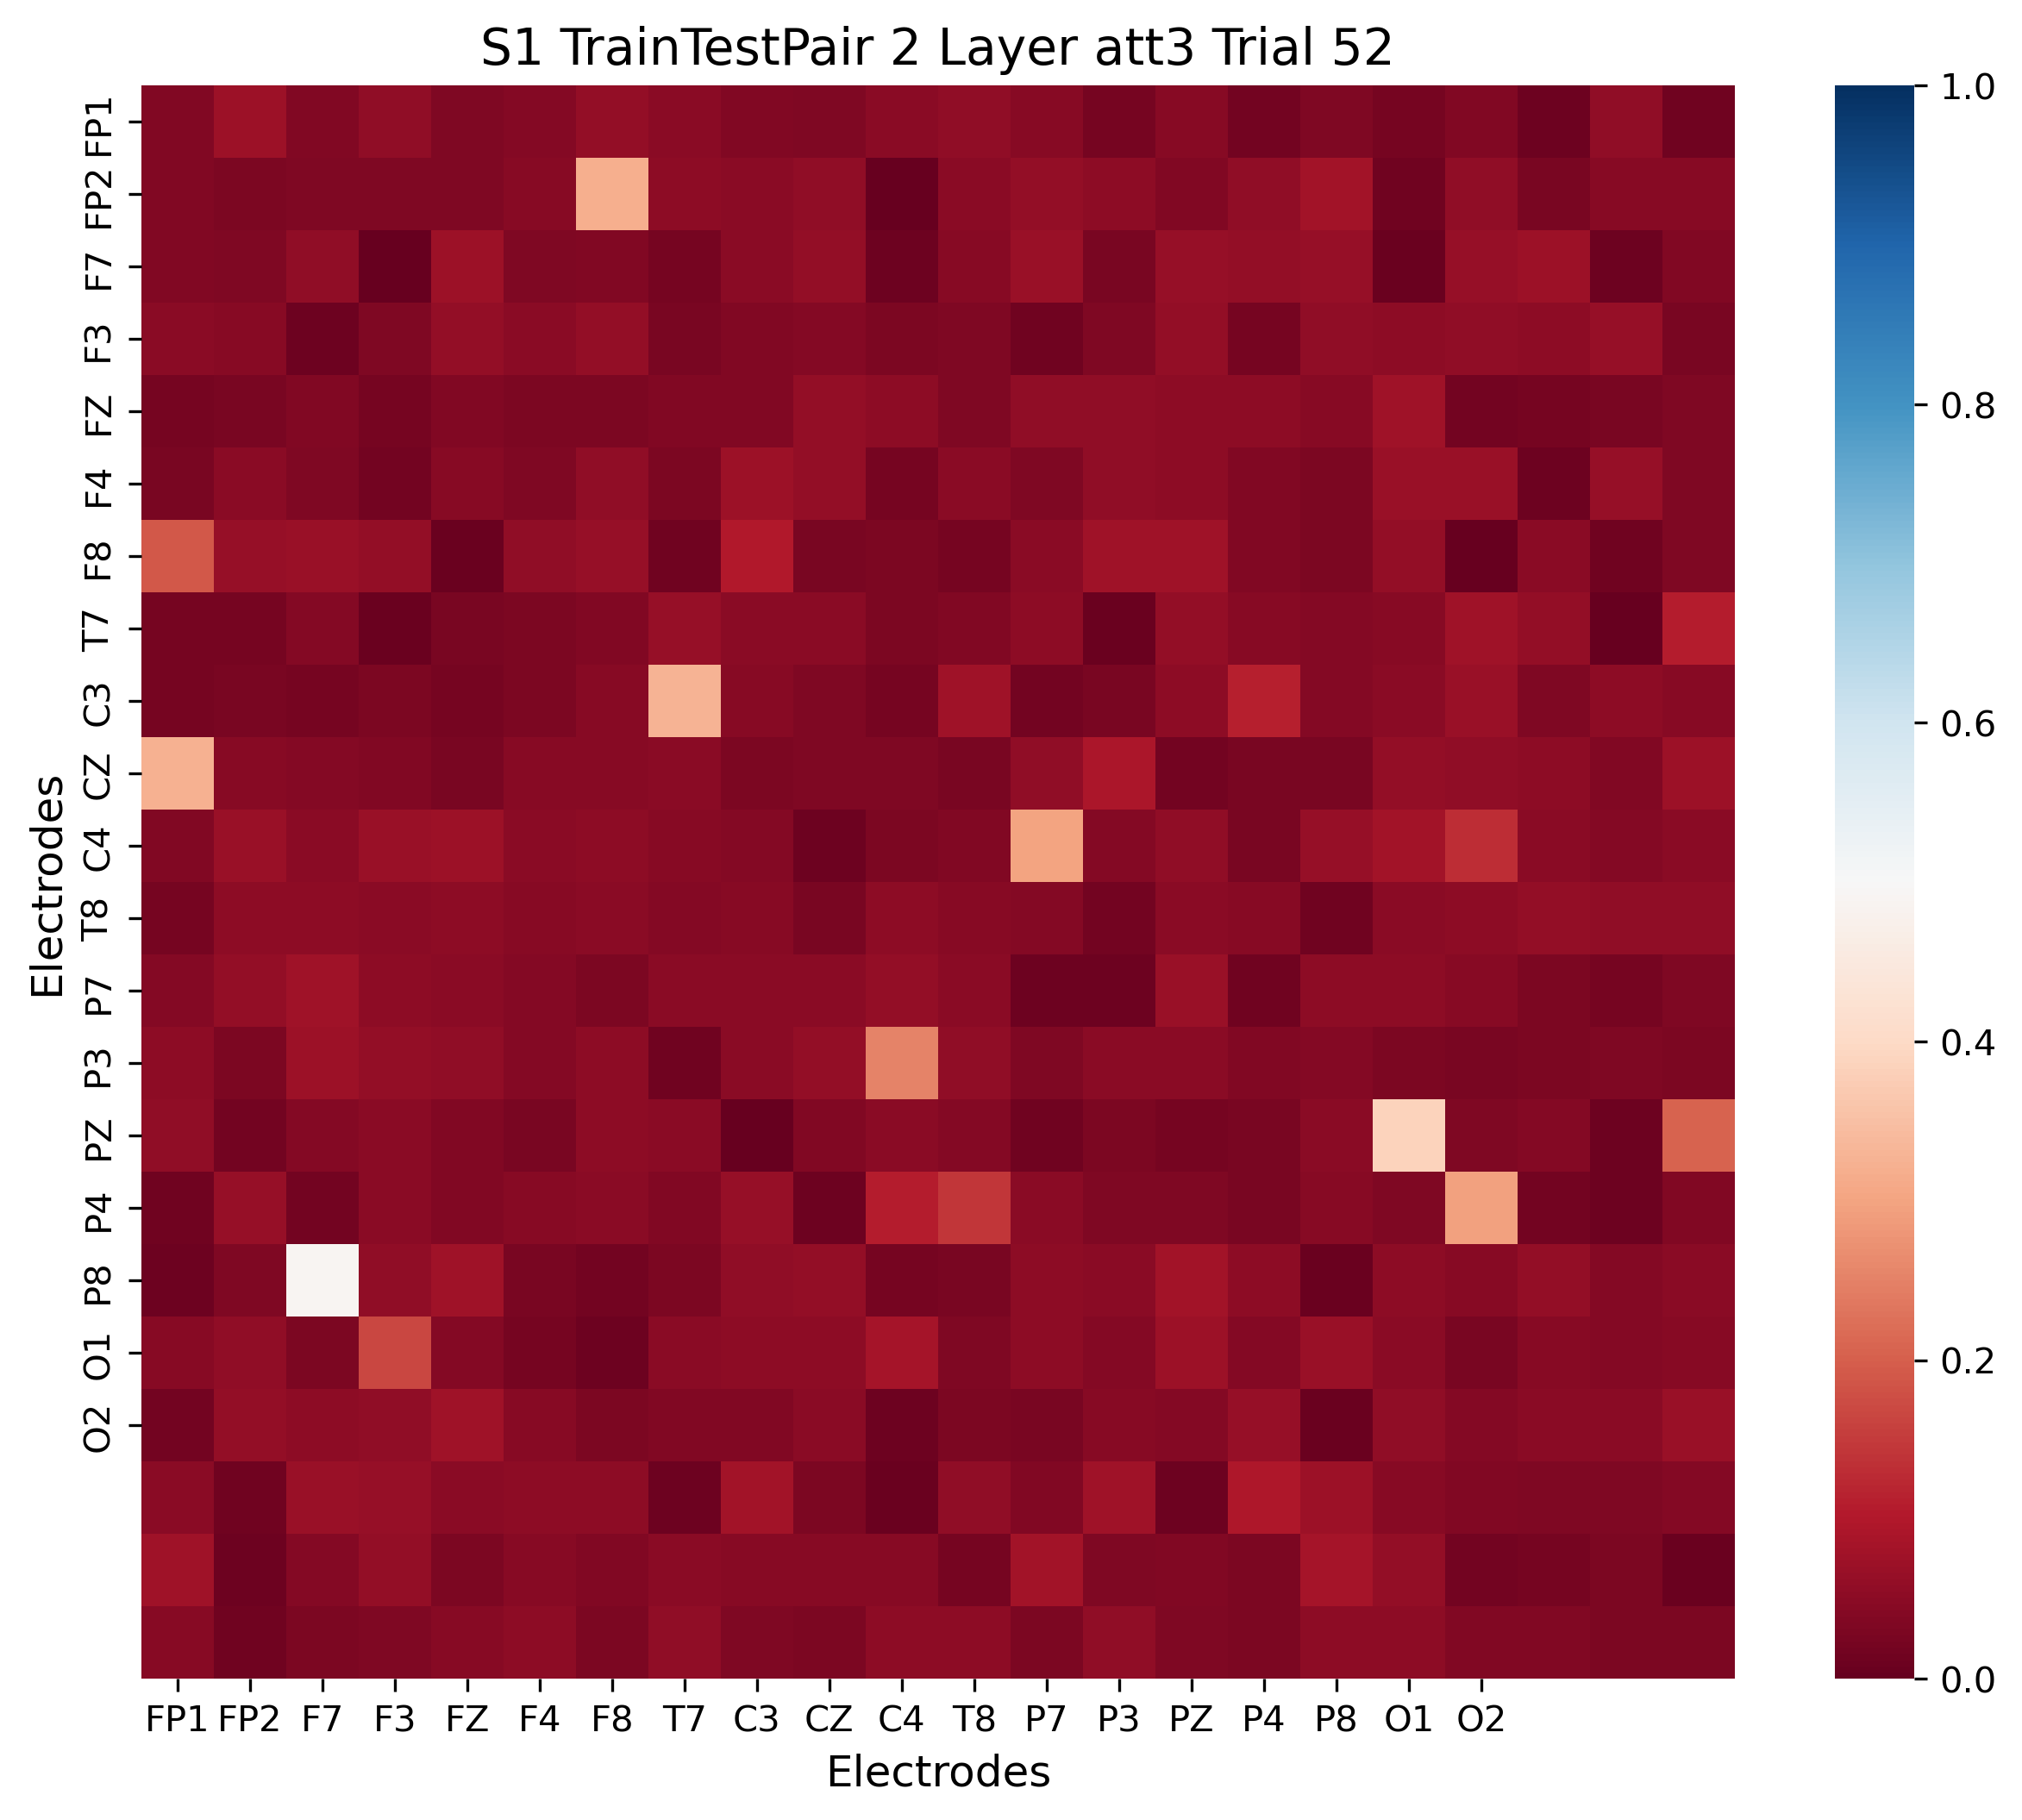 S1 TrainTestPair 2 Layer att3 Trial 52
Electrodes
FP1
FP2
F7
F3
FZ
F4
F8
T7
C3
CZ
C4
T8
P7
P3
PZ
P4
P8
O1
O2
FP1 FP2 F7 F3 FZ F4 F8 T7 C3 CZ C4 T8 P7 P3 PZ P4 P8 O1 O2
Electrodes
1.0
0.8
0.6
0.4
0.2
0.0